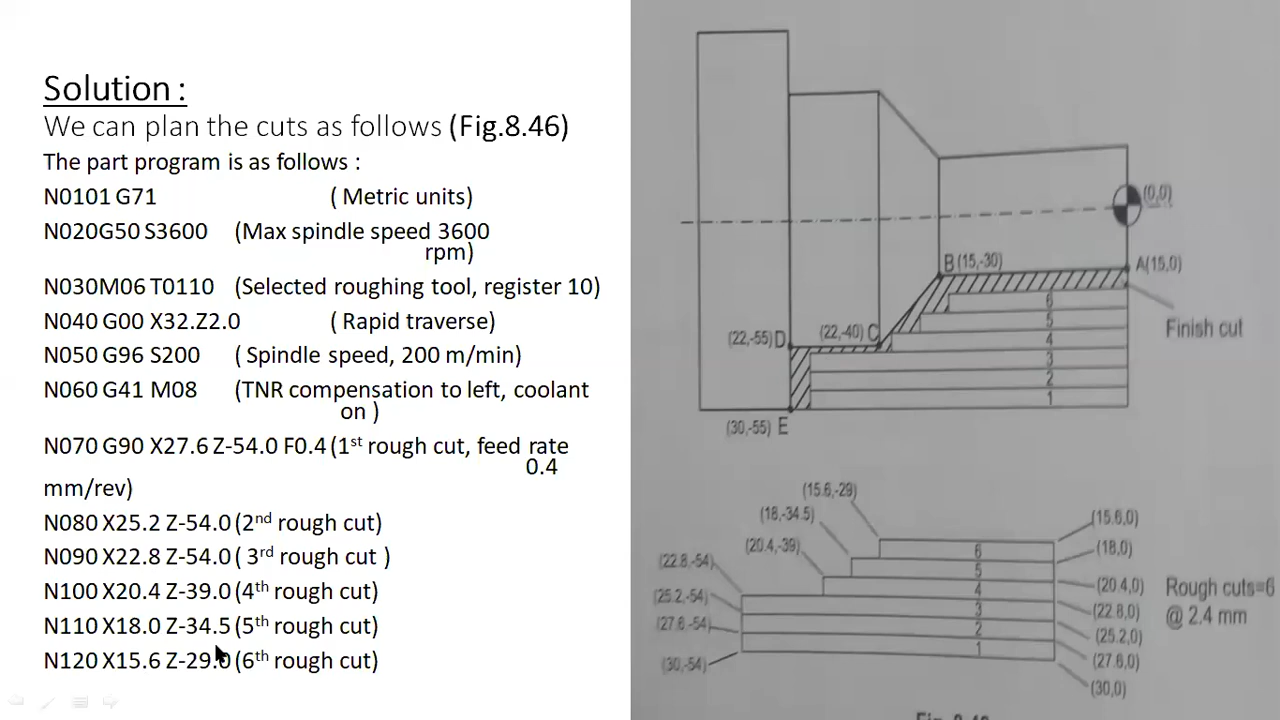 Solution :
We can plan the cuts as follows (Fig.8.46)
The part program is as follows :
N0101 G71 ( Metric units)
N020G50 S3600 (Max spindle speed 3600
rpm)
N030M06 T0110 (Selected roughing tool, register 10)
N040 G00 X32.Z2.0 ( Rapid traverse)
N050 G96 S200 ( Spindle speed, 200 m/min)
N060 G41 M08 (TNR compensation to left, coolant
on )
N070 G90 X27.6 Z-54.0 F0.4 (1st rough cut, feed rate
0.4
mm/rev)
N080 X25.2 Z-54.0 (2nd rough cut)
N090 X22.8 Z-54.0 ( 3rd rough cut )
N100 X20.4 Z-39.0 (4th rough cut)
N110 X18.0 Z-34.5 (5th rough cut)
N120 X15.6 Z-29.0 (6th rough cut)
(0,0)
B (15,-30)
A(15,0)
6
5
4
3
2
1
Finish cut
(22,-55) D
(22,-40) C
(30,-55) E
(15.6,-29)
(18,-34.5)
(20.4,-39)
(22.8,-54)
(25.2,-54)
(27.6,-54)
(30,-54)
6
5
4
3
2
1
(15.6,0)
(18,0)
(20.4,0)
(22.8,0)
(25.2,0)
(27.6,0)
(30,0)
Rough cuts=6
@ 2.4 mm